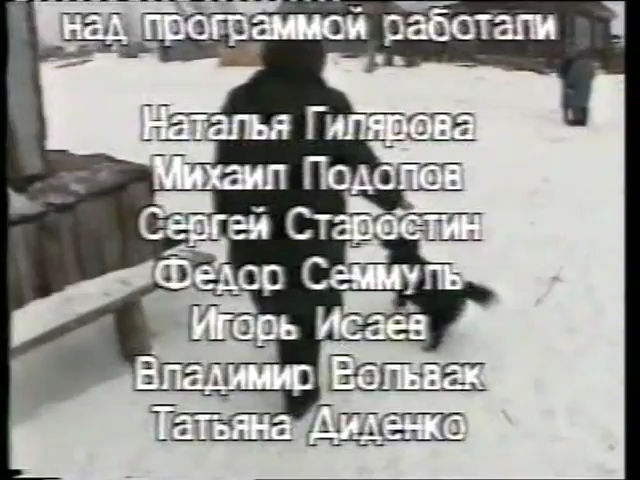 над программой работали
Наталья Гилярова
Михаил Подолов
Сергей Старостин
Федор Семмуль
Игорь Исаев
Владимир Вольвак
Татьяна Диденко